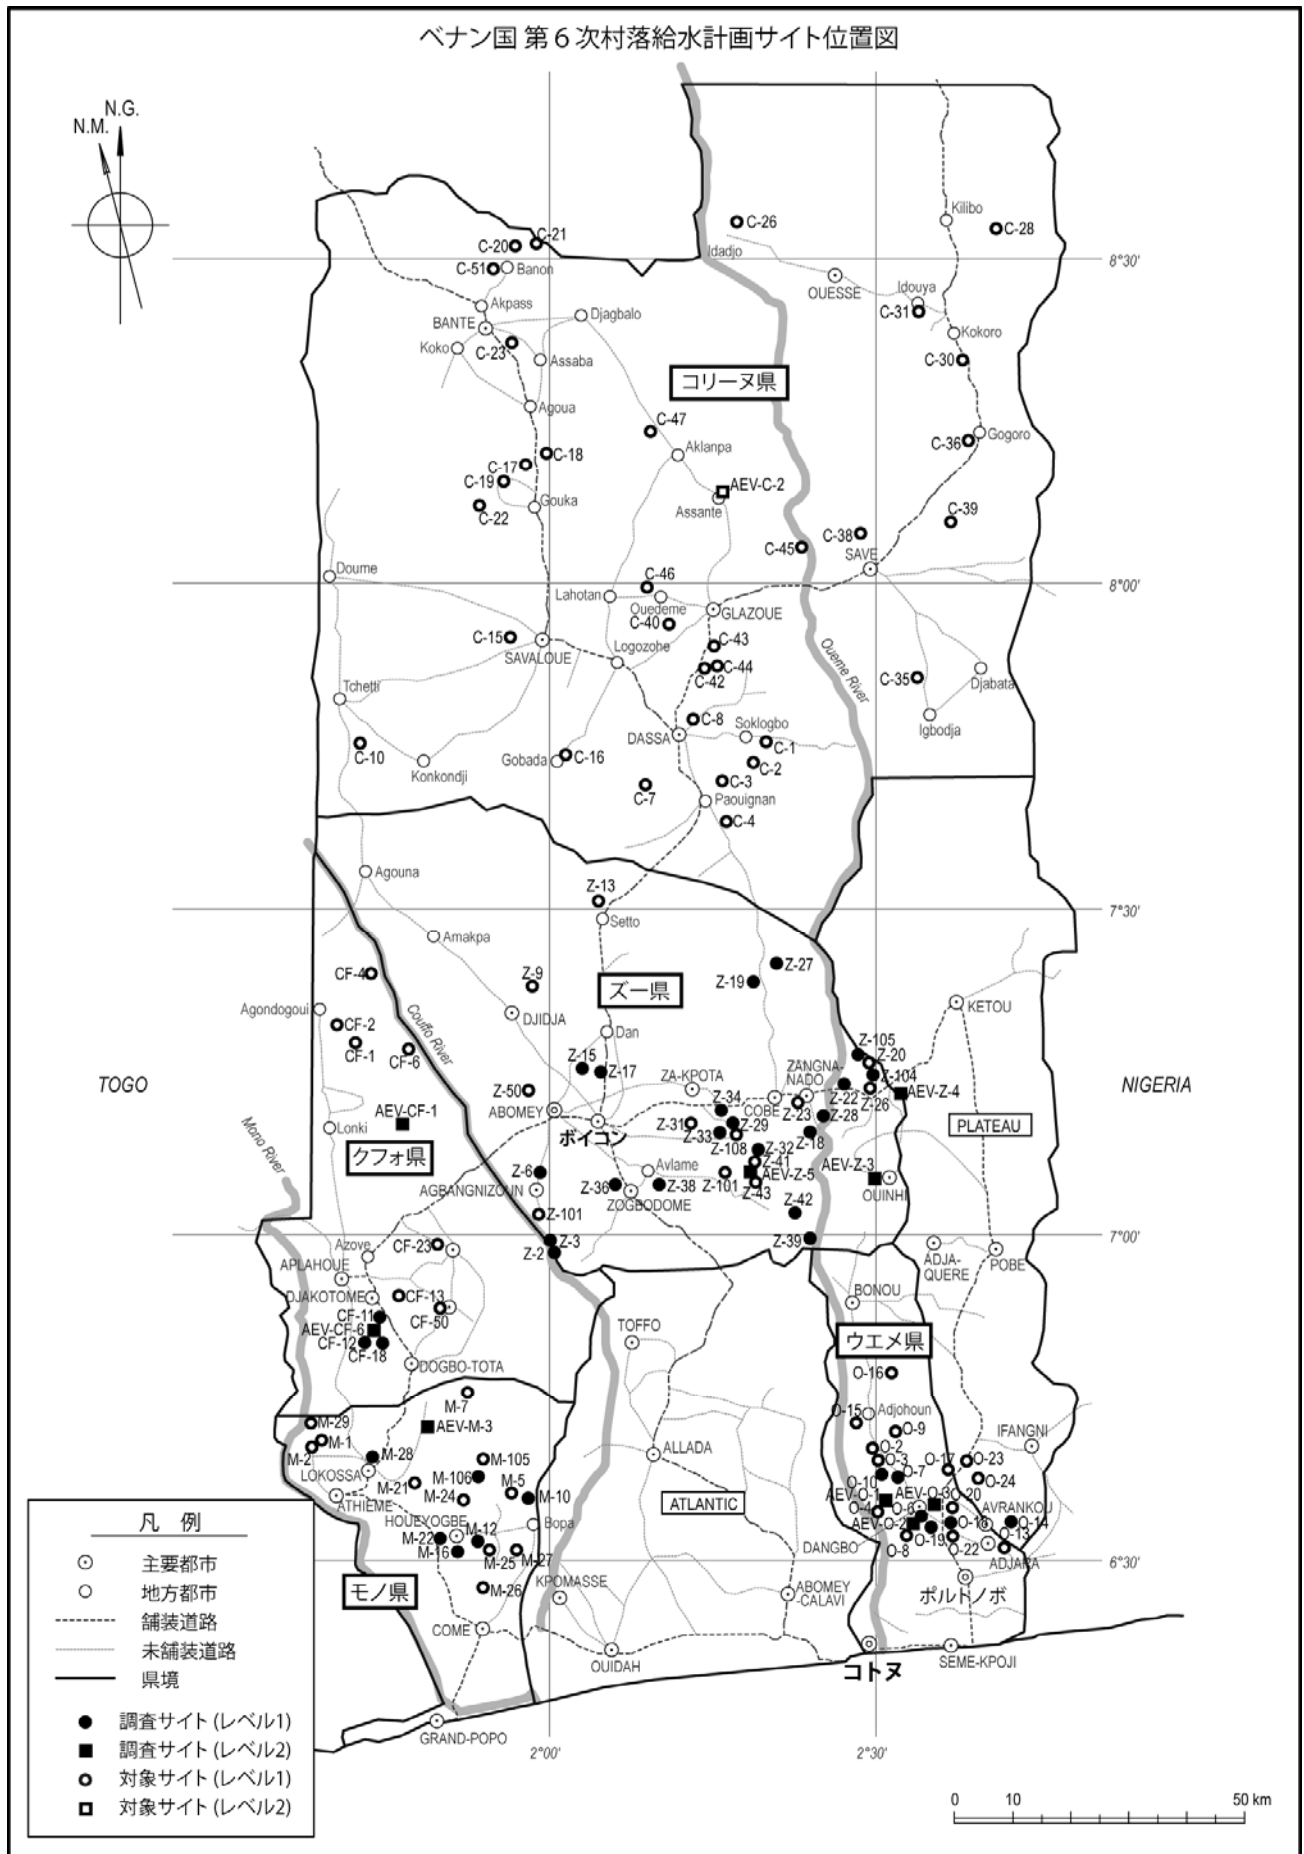 ベナン国 第6次村落給水計画サイト位置図
N.G.
N.M.
Kilibo
C-26
C-28
C-21
C-20
Idadjo
8°30'
C-51
Banon
OUESSE
Idouya
Akpass
C-31
Djagbalo
BANTE
Kokoro
C-23
Koko
Assaba
C-30
コリーヌ県
Agoua
C-47
Gogoro
C-36
Aklanpa
C-18
C-17
C-19
AEV-C-2
Gouka
Assante
C-22
C-39
C-38
C-45
SAVE
Doume
8°00'
C-46
Lahotan
Ouedeme
GLAZOUE
C-40
C-15
C-43
Logozohe
SAVALOUE
C-44
C-42
Oueme River
C-35
Djabata
Tchetti
C-8
Soklogbo
DASSA
Igbodja
C-1
C-10
C-16
Gobada
C-2
Konkondji
C-3
C-7
Paouignan
C-4
Agouna
Z-13
7°30'
Setto
Amakpa
Z-27
CF-4
Z-9
Z-19
ズー県
Agondogoui
KETOU
CF-2
DJIDJA
Couffo River
Dan
CF-1
CF-6
Z-105
Z-20
Z-15
Z-17
ZANGNA-
NADO
Z-104
TOGO
NIGERIA
ZA-KPOTA
Z-50
Z-22
AEV-Z-4
Z-34
COBE
Z-26
ABOMEY
Z-23
Z-28
AEV-CF-1
Z-31
Z-29
PLATEAU
Lonki
Z-33
ボイコン
Z-18
Z-108
Z-32
クフォ県
Mono River
Z-41
Avlame
AEV-Z-3
Z-6
AEV-Z-5
Z-101
AGBANGNIZOUN
Z-36
Z-38
Z-43
OUINHI
ZOGBODOME
Z-101
Z-42
Z-3
Z-39
7°00'
CF-23
Azove
Z-2
ADJA-
QUERE
APLAHOUE
POBE
BONOU
DJAKOTOME
CF-13
CF-11
CF-50
AEV-CF-6
TOFFO
ウエメ県
CF-12
CF-18
DOGBO-TOTA
O-16
M-7
O-15
Adjohoun
M-29
AEV-M-3
O-9
IFANGNI
M-1
O-2
M-2
ALLADA
M-28
M-105
O-3
O-17
O-23
LOKOSSA
M-106
O-10
O-7
O-24
M-21
M-5
ATHIEME
M-24
M-10
AEV-O-1
AEV-O-3
ATLANTIC
O-20
O-4
O-6
AVRANKOU
HOUEYOGBE
M-12
Bopa
AEV-O-2
O-14
M-22
O-13
DANGBO
O-19
M-16
M-25
M-27
O-8
O-22
ADJARA
6°30'
M-26
KPOMASSE
ABOMEY
-CALAVI
モノ県
ポルトノボ
COME
OUIDAH
コトヌ
SEME-KPOJI
GRAND-POPO
2°00'
2°30'
凡 例
主要都市
地方都市
舗装道路
未舗装道路
県境
調査サイト (レベル1)
調査サイト (レベル2)
対象サイト (レベル1)
対象サイト (レベル2)
0 10 50 km